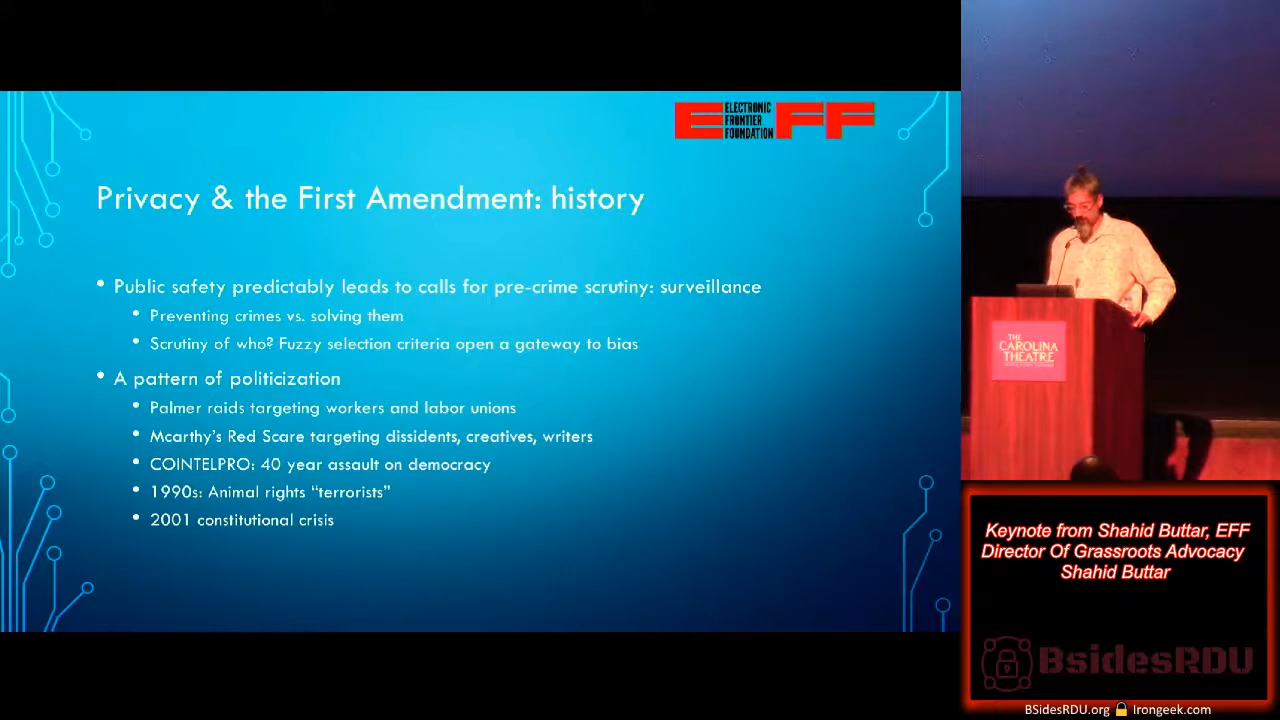 ELECTRONIC
FRONTIER
FOUNDATION
EFF
Privacy & the First Amendment: history
• Public safety predictably leads to calls for pre-crime scrutiny: surveillance
• Preventing crimes vs. solving them
• Scrutiny of who? Fuzzy selection criteria open a gateway to bias
• A pattern of politicization
• Palmer raids targeting workers and labor unions
• Mcarthy's Red Scare targeting dissidents, creatives, writers
• COINTELPRO: 40 year assault on democracy
• 1990s: Animal rights “terrorists”
• 2001 constitutional crisis
THE
CAROLINA
THEATRE
Keynote from Shahid Buttar, EFF
Director Of Grassroots Advocacy
Shahid Buttar
BsidesRDU
BSidesRDU.org Irongeek.com